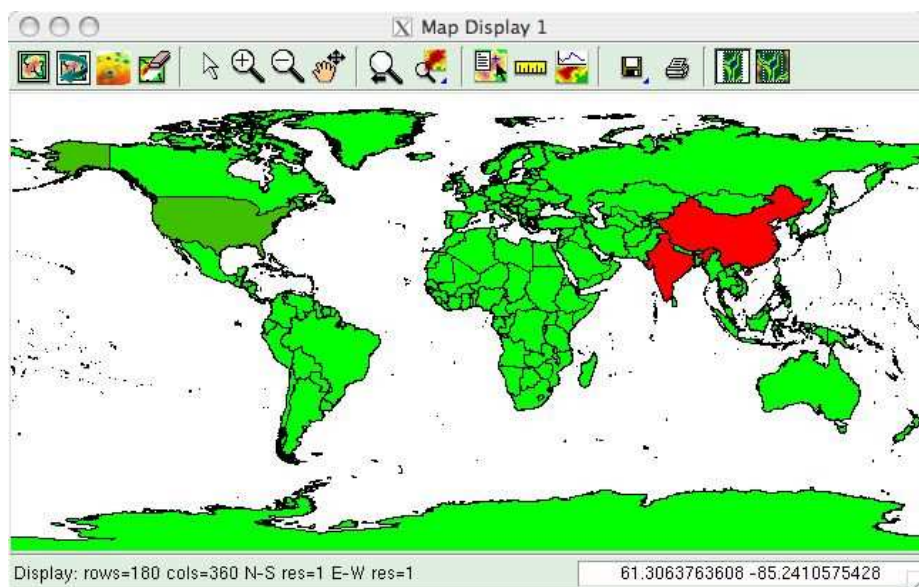 Map Display 1
Display: rows=180 cols=360 N-S res=1 E-W res=1
61.3063763608 -85.2410575428